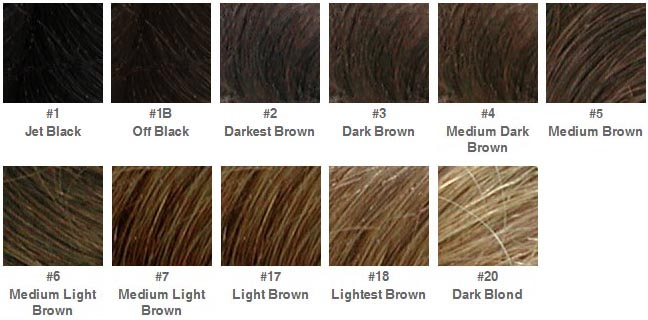 #1
Jet Black
#1B
Off Black
#2
Darkest Brown
#3
Dark Brown
#4
Medium Dark
Brown
#5
Medium Brown
#6
Medium Light
Brown
#7
Medium Light
Brown
#17
Light Brown
#18
Lightest Brown
#20
Dark Blond